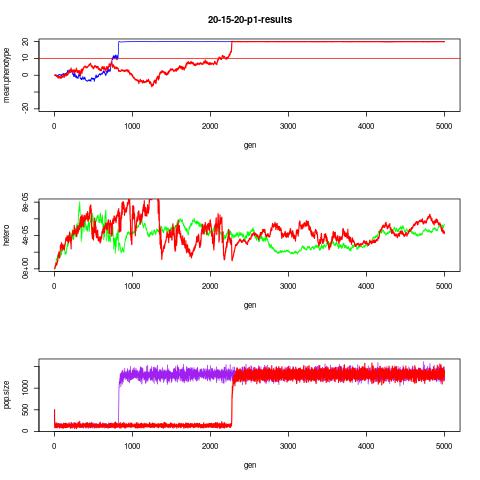 20-15-20-p1-results
mean.phenotype
20
10
0
-20
0 1000 2000 3000 4000 5000
gen
hetero
8e-05
4e-05
0e+00
0 1000 2000 3000 4000 5000
gen
pop.size
1000
0
0 1000 2000 3000 4000 5000
gen